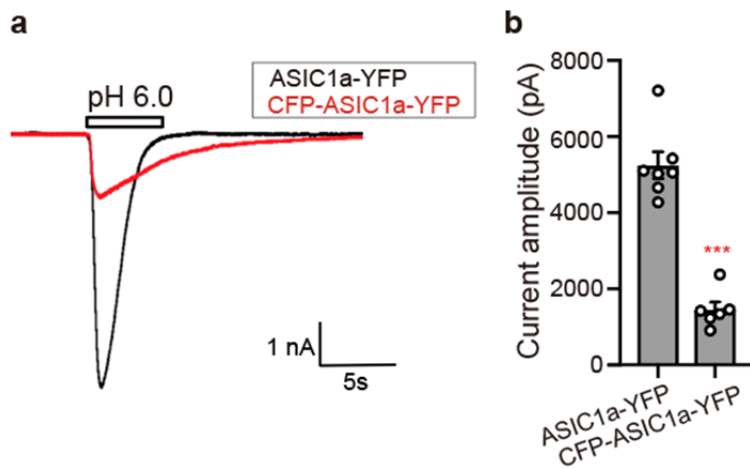 a
pH 6.0
ASIC1a-YFP
CFP-ASIC1a-YFP
1 nA
5s
b
Current amplitude (pA)
8000
6000
4000
2000
0
***
ASIC1a-YFP
CFP-ASIC1a-YFP